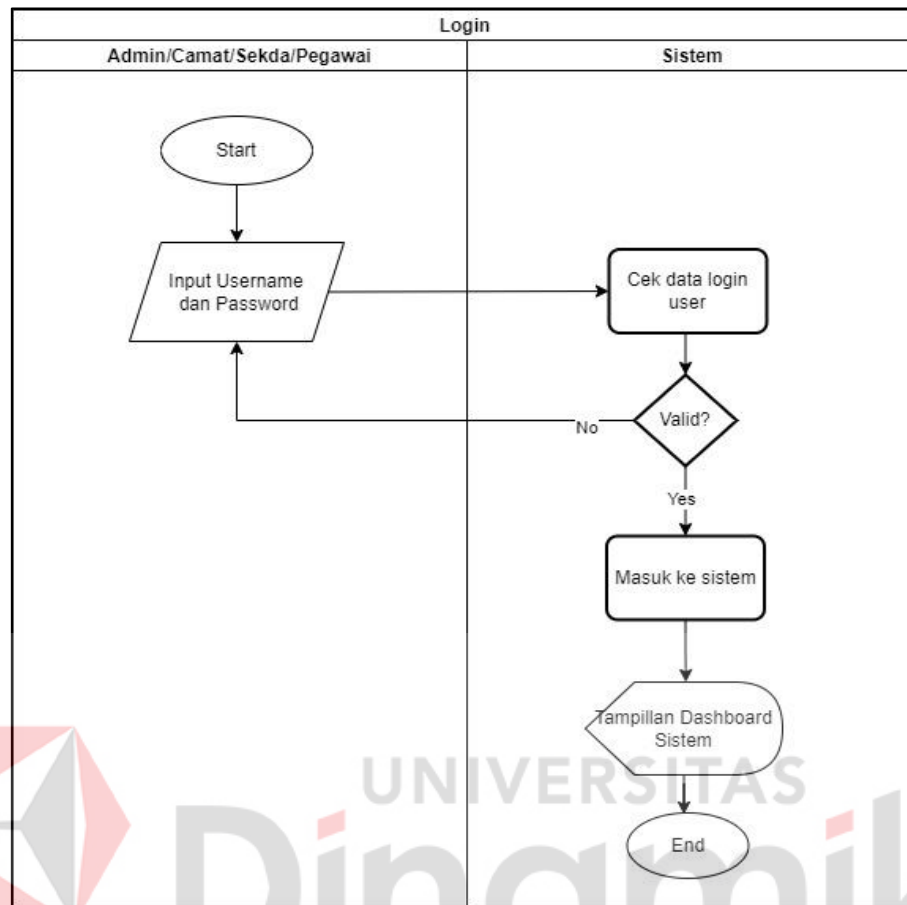 Login
Admin/Camat/Sekda/Pegawai
Sistem
Start
Input Username
dan Password
Cek data login
user
Valid?
No
Yes
Masuk ke sistem
Tampillan Dashboard
Sistem
UNIVERSITAS
End